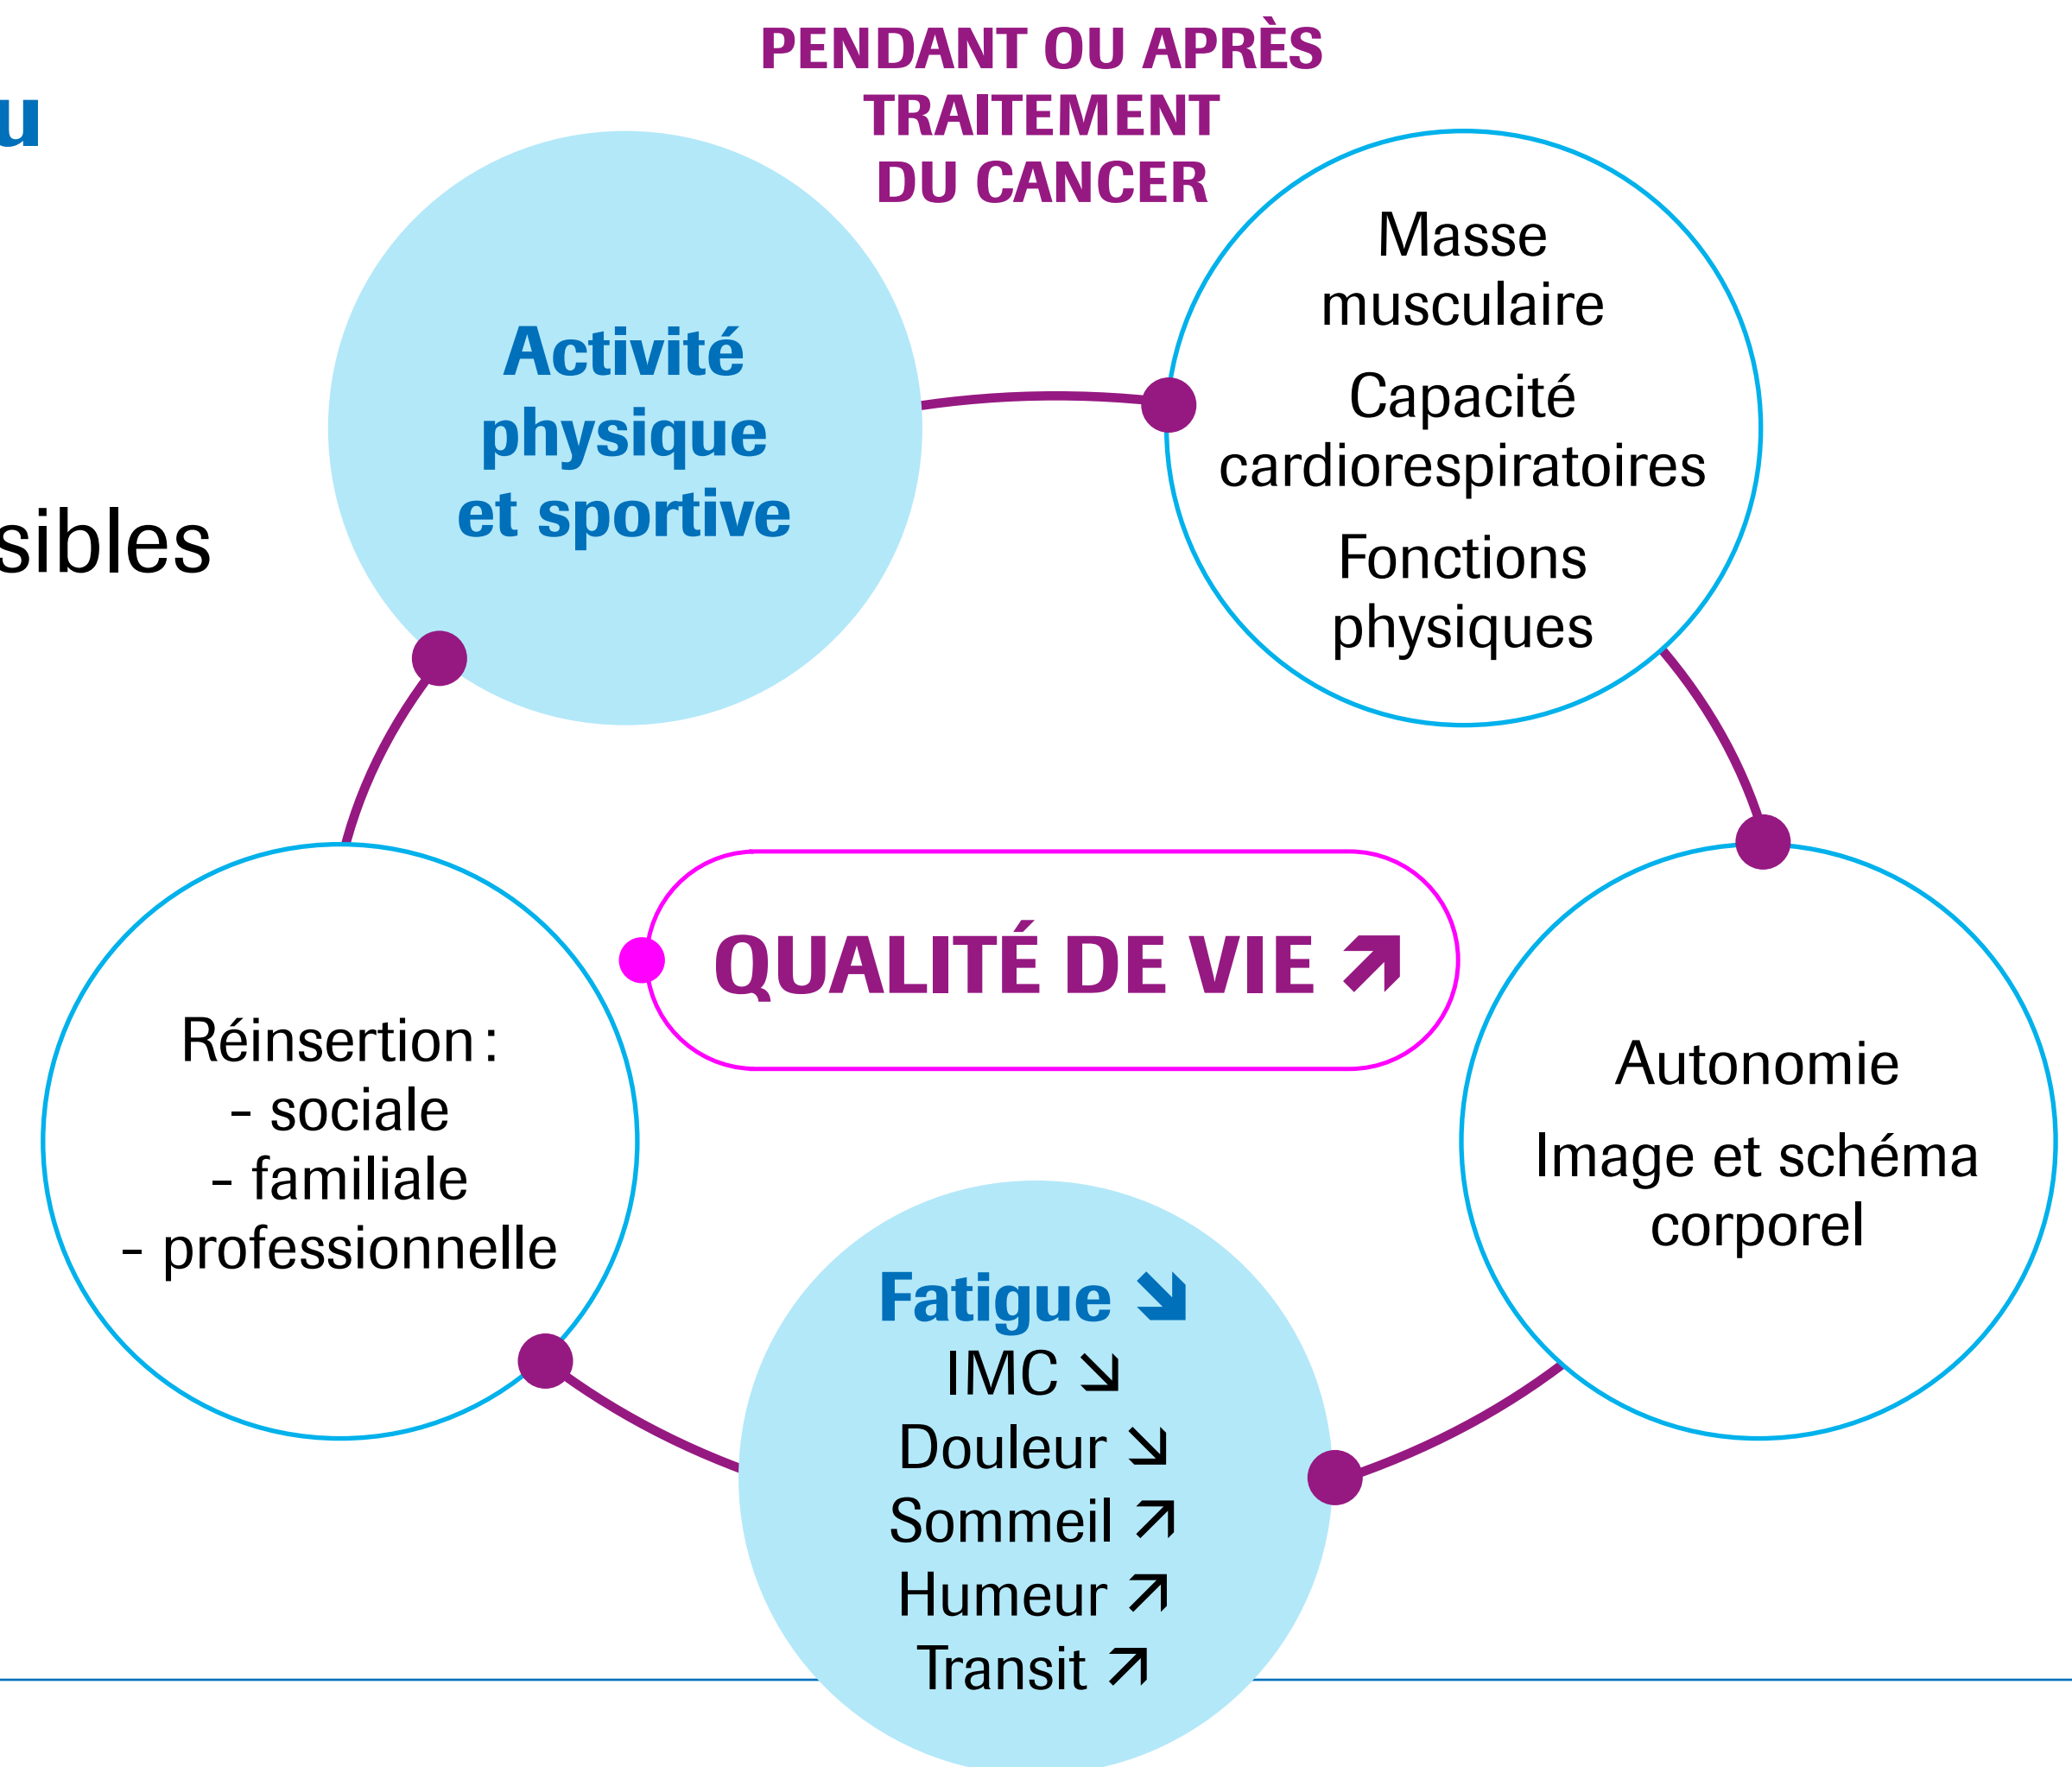 PENDANT OU APRÈS
TRAITEMENT
DU CANCER
Activité
physique
et sportive
Masse
musculaire
Capacité
cardiorespiratoires
Fonctions
physiques
QUALITÉ DE VIE ↗
Réinsertion :
- sociale
- familiale
- professionnelle
Autonomie
Image et schéma
corporel
Fatigue ↘
IMC ↘
Douleur ↘
Sommeil ↗
Humeur ↗
Transit ↗